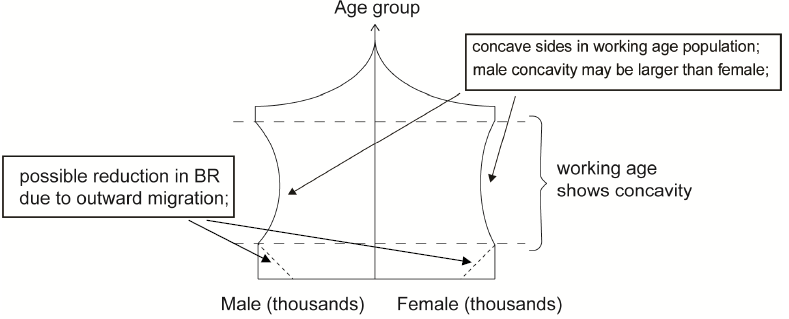 Age group
concave sides in working age population;
male concavity may be larger than female;
possible reduction in BR
due to outward migration;
working age
shows concavity
Male (thousands)
Female (thousands)